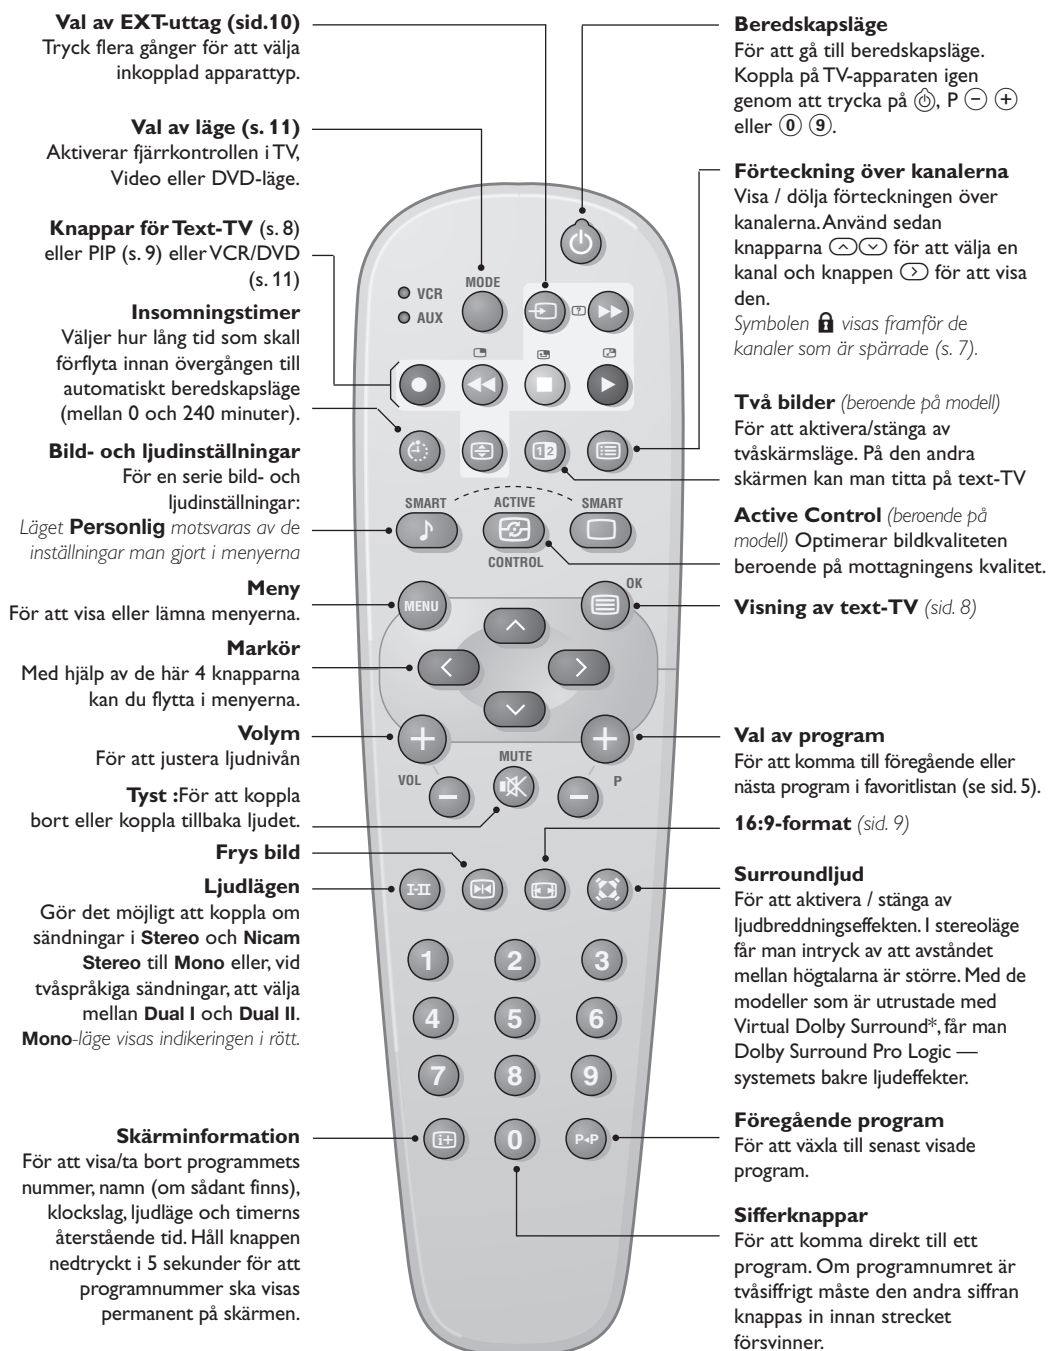 Val av EXT-uttag (sid.10)
Tryck flera gånger för att välja
inkopplad apparattyp.
Val av läge (s. 11)
Aktiverar fjärrkontrollen i TV,
Video eller DVD-läge.
Knappar för Text-TV (s. 8)
eller PIP (s. 9) eller VCR/DVD
(s. 11)
Insomningstimer
Väljer hur lång tid som skall
förflyta innan övergången till
automatiskt beredskapsläge
(mellan 0 och 240 minuter).
Bild- och ljudinställningar
För en serie bild- och
ljudinställningar:
Läget Personlig motsvaras av de
inställningar man gjort i menyerna
Meny
För att visa eller lämna menyerna.
Markör
Med hjälp av de här 4 knapparna
kan du flytta i menyerna.
Volym
För att justera ljudnivån
Tyst :För att koppla
bort eller koppla tillbaka ljudet.
Frys bild
Ljudlägen
Gör det möjligt att koppla om
sändningar i Stereo och Nicam
Stereo till Mono eller, vid
tvåspråkiga sändningar, att välja
mellan Dual I och Dual II.
Mono-läge visas indikeringen i rött.
Skärminformation
För att visa/ta bort programmets
nummer, namn (om sådant finns),
klockslag, ljudläge och timerns
återstående tid. Håll knappen
nedtryckt i 5 sekunder för att
programnummer ska visas
permanent på skärmen.
MODE
VCR
AUX
?
1 2
SMART
ACTIVE
SMART
CONTROL
MENU
OK
MUTE
VOL
P
I-II
1
2
3
4
5
6
7
8
9
i+
0
P◂P
Beredskapsläge
För att gå till beredskapsläge.
Koppla på TV-apparaten igen
genom att trycka på ⏻, P − +
eller 0 9.
Förteckning över kanalerna
Visa / dölja förteckningen över
kanalerna. Använd sedan
knapparna för att välja en
kanal och knappen för att visa
den.
Symbolen visas framför de
kanaler som är spärrade (s. 7).
Två bilder (beroende på modell)
För att aktivera/stänga av
tvåskärmsläge. På den andra
skärmen kan man titta på text-TV
Active Control (beroende på
modell) Optimerar bildkvaliteten
beroende på mottagningens kvalitet.
Visning av text-TV (sid. 8)
Val av program
För att komma till föregående eller
nästa program i favoritlistan (se sid. 5).
16:9-format (sid. 9)
Surroundljud
För att aktivera / stänga av
ljudbreddningseffekten. I stereoläge
får man intryck av att avståndet
mellan högtalarna är större. Med de
modeller som är utrustade med
Virtual Dolby Surround*, får man
Dolby Surround Pro Logic —
systemets bakre ljudeffekter.
Föregående program
För att växla till senast visade
program.
Sifferknappar
För att komma direkt till ett
program. Om programnumret är
tvåsiffrigt måste den andra siffran
knappas in innan strecket
försvinner.